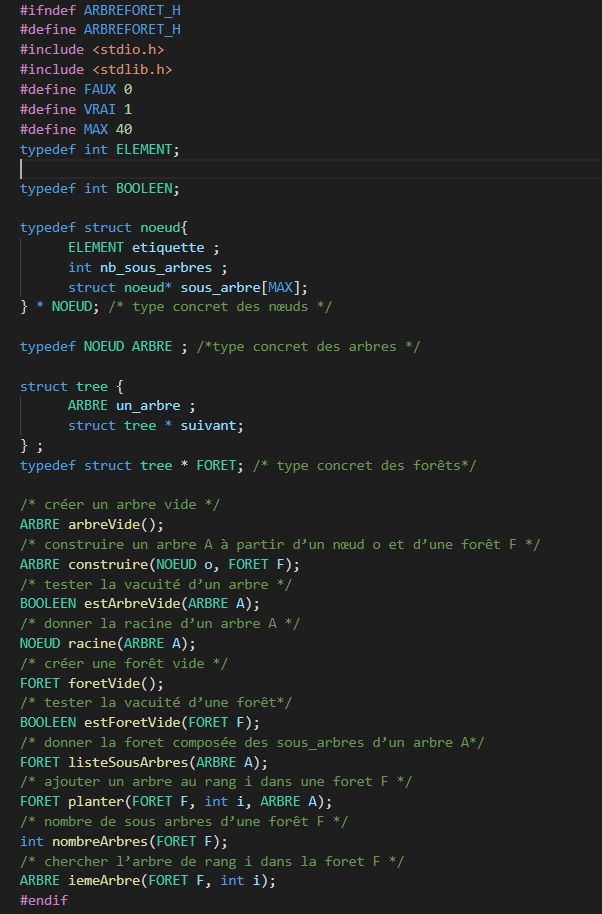 #ifndef ARBREFORET_H
#define ARBREFORET_H
#include <stdio.h>
#include <stdlib.h>
#define FAUX 0
#define VRAI 1
#define MAX 40
typedef int ELEMENT;
typedef int BOOLEEN;
typedef struct noeud{
ELEMENT etiquette ;
int nb_sous_arbres ;
struct noeud* sous_arbre[MAX];
} * NOEUD; /* type concret des nœuds */
typedef NOEUD ARBRE ; /*type concret des arbres */
struct tree {
ARBRE un_arbre ;
struct tree * suivant;
} ;
typedef struct tree * FORET; /* type concret des forêts*/
/* créer un arbre vide */
ARBRE arbreVide();
/* construire un arbre A à partir d’un nœud o et d’une forêt F */
ARBRE construire(NOEUD o, FORET F);
/* tester la vacuité d’un arbre */
BOOLEEN estArbreVide(ARBRE A);
/* donner la racine d’un arbre A */
NOEUD racine(ARBRE A);
/* créer une forêt vide */
FORET foretVide();
/* tester la vacuité d’une forêt*/
BOOLEEN estForetVide(FORET F);
/* donner la foret composée des sous_arbres d’un arbre A*/
FORET listeSousArbres(ARBRE A);
/* ajouter un arbre au rang i dans une foret F */
FORET planter(FORET F, int i, ARBRE A);
/* nombre de sous arbres d’une forêt F */
int nombreArbres(FORET F);
/* chercher l’arbre de rang i dans la foret F */
ARBRE iemeArbre(FORET F, int i);
#endif